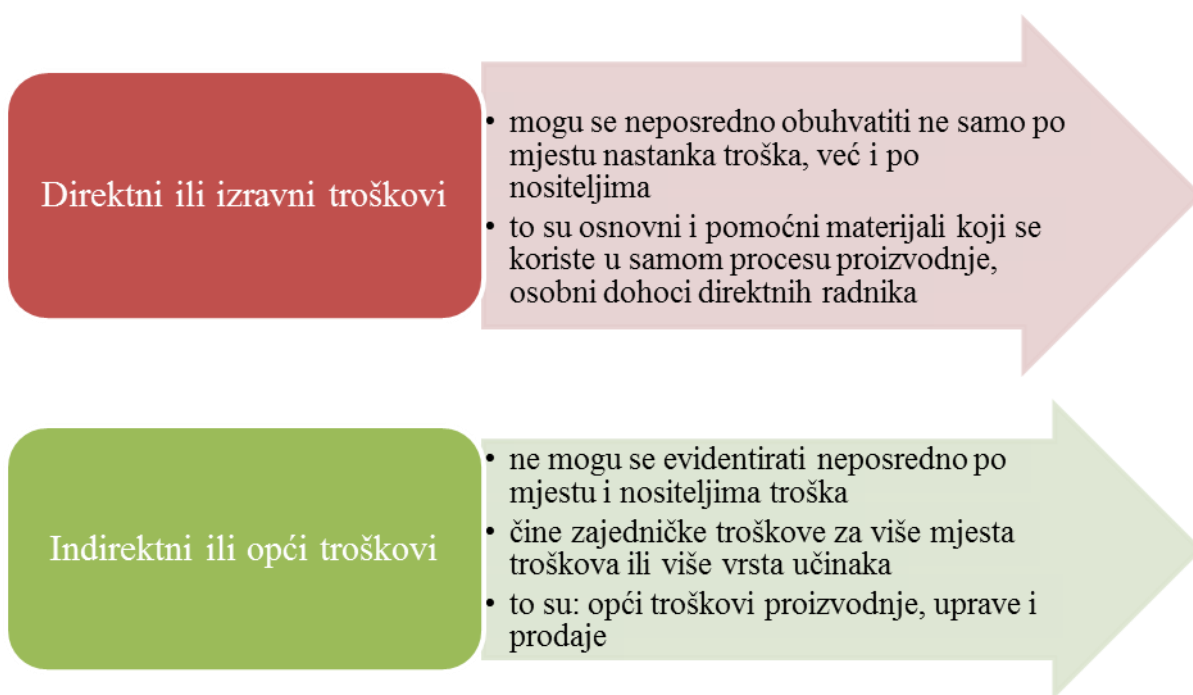 Direktni ili izravni troškovi
• mogu se neposredno obuhvatiti ne samo po
mjestu nastanka troška, već i po
nositeljima
• to su osnovni i pomoćni materijali koji se
koriste u samom procesu proizvodnje,
osobni dohoci direktnih radnika
Indirektni ili opći troškovi
• ne mogu se evidentirati neposredno po
mjestu i nositeljima troška
• čine zajedničke troškove za više mjesta
troškova ili više vrsta učinaka
• to su: opći troškovi proizvodnje, uprave i
prodaje